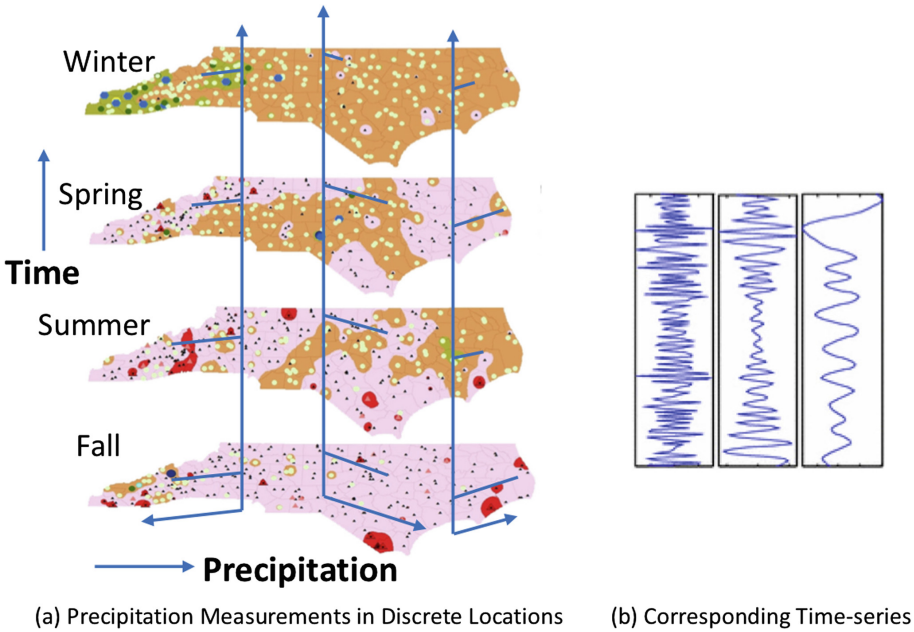 Winter
Spring
Time
Summer
Fall
Precipitation
(a) Precipitation Measurements in Discrete Locations
(b) Corresponding Time-series